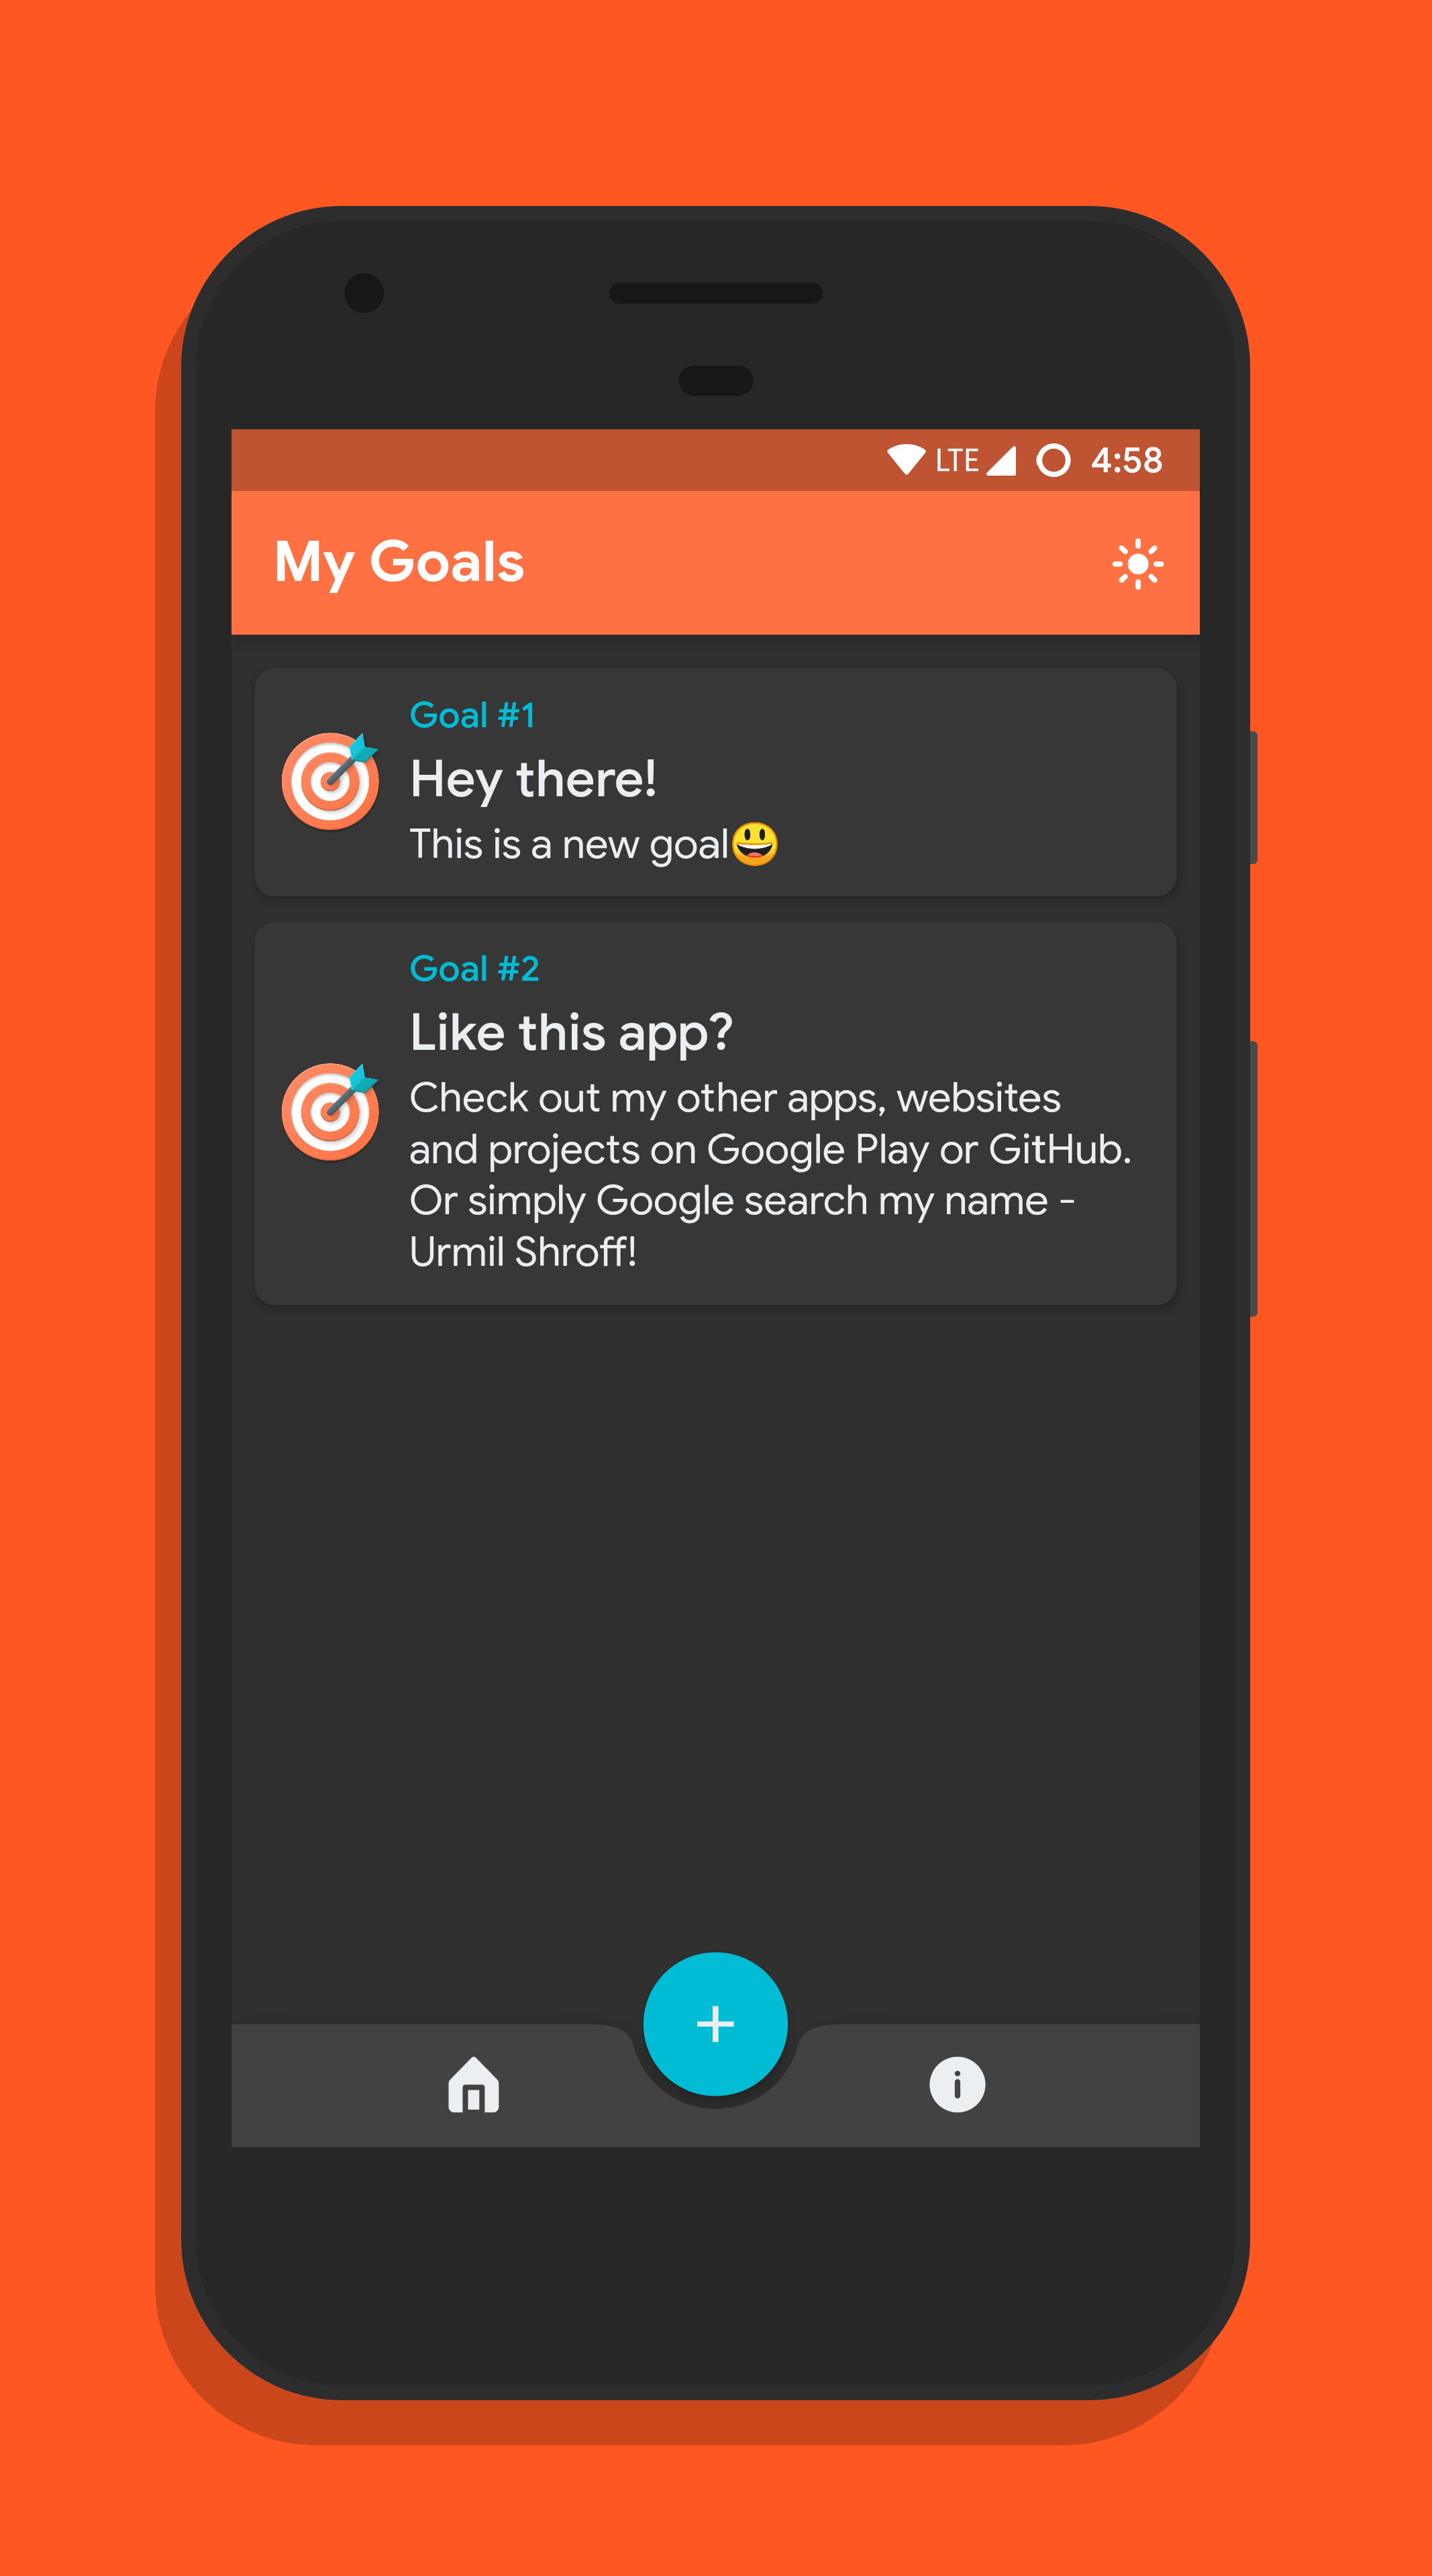 LTE 4:58
My Goals
Goal #1
Hey there!
This is a new goal😃
Goal #2
Like this app?
Check out my other apps, websites
and projects on Google Play or GitHub.
Or simply Google search my name -
Urmil Shroff!